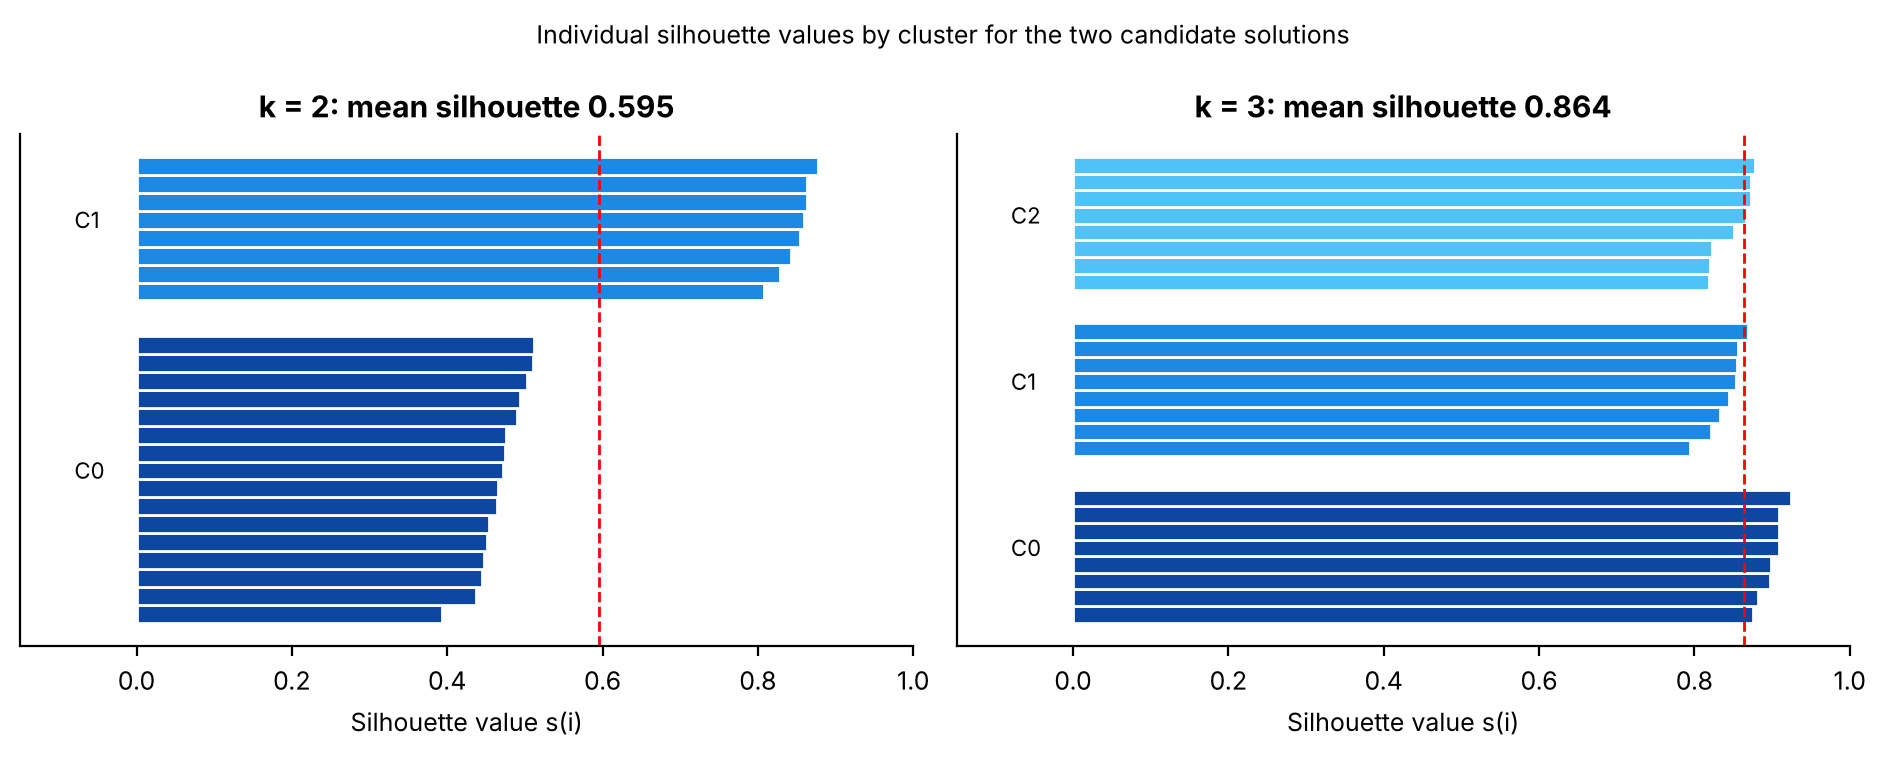 Individual silhouette values by cluster for the two candidate solutions
k = 2: mean silhouette 0.595
C1
C0
0.0 0.2 0.4 0.6 0.8 1.0
Silhouette value s(i)
k = 3: mean silhouette 0.864
C2
C1
C0
0.0 0.2 0.4 0.6 0.8 1.0
Silhouette value s(i)